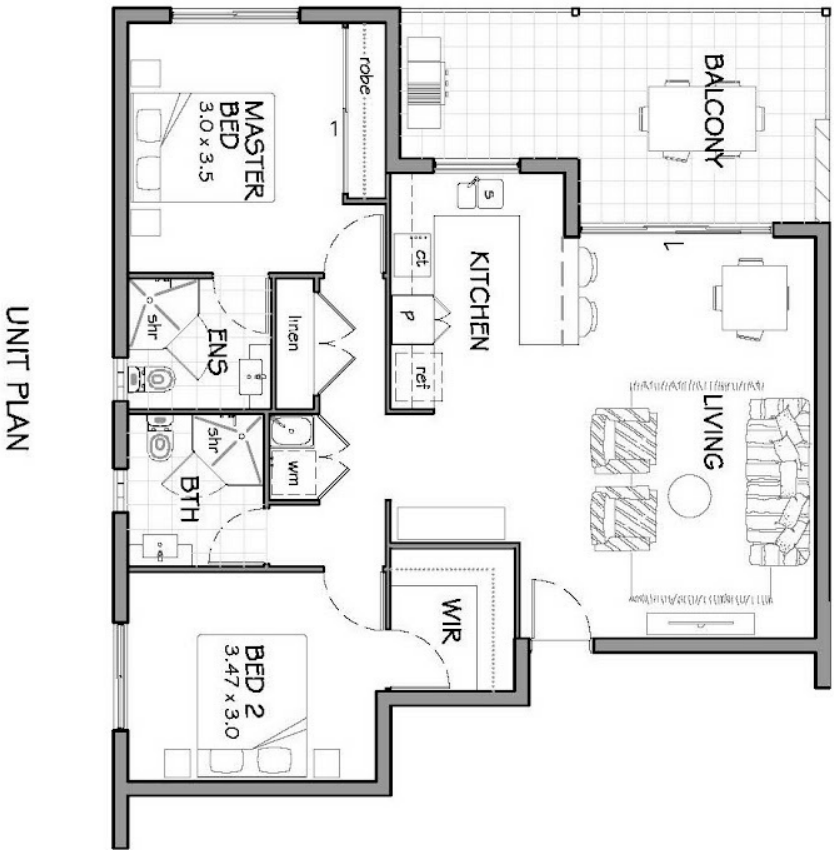 robe
MASTER
BED
3.0 x 3.5
BALCONY
s
ct
KITCHEN
P
ref
linen
shr
ENS
LIVING
shr
wm
BTH
WIR
BED 2
3.47 x 3.0
UNIT PLAN